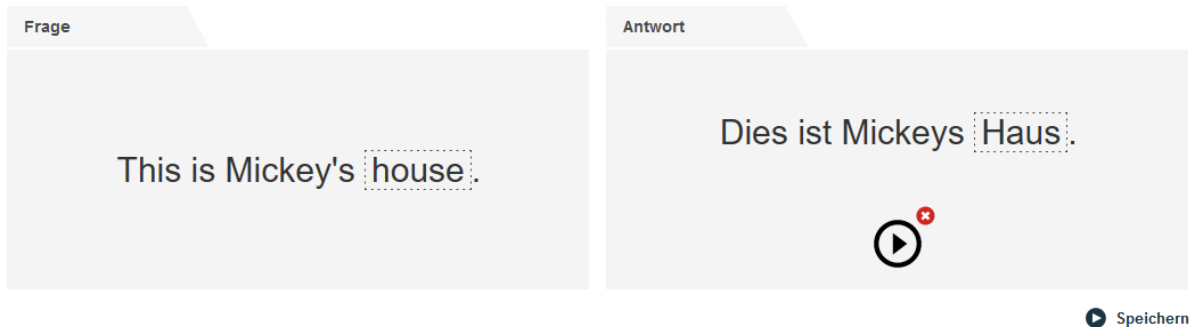 Frage
This is Mickey's house.
Antwort
Dies ist Mickeys Haus.
Speichern